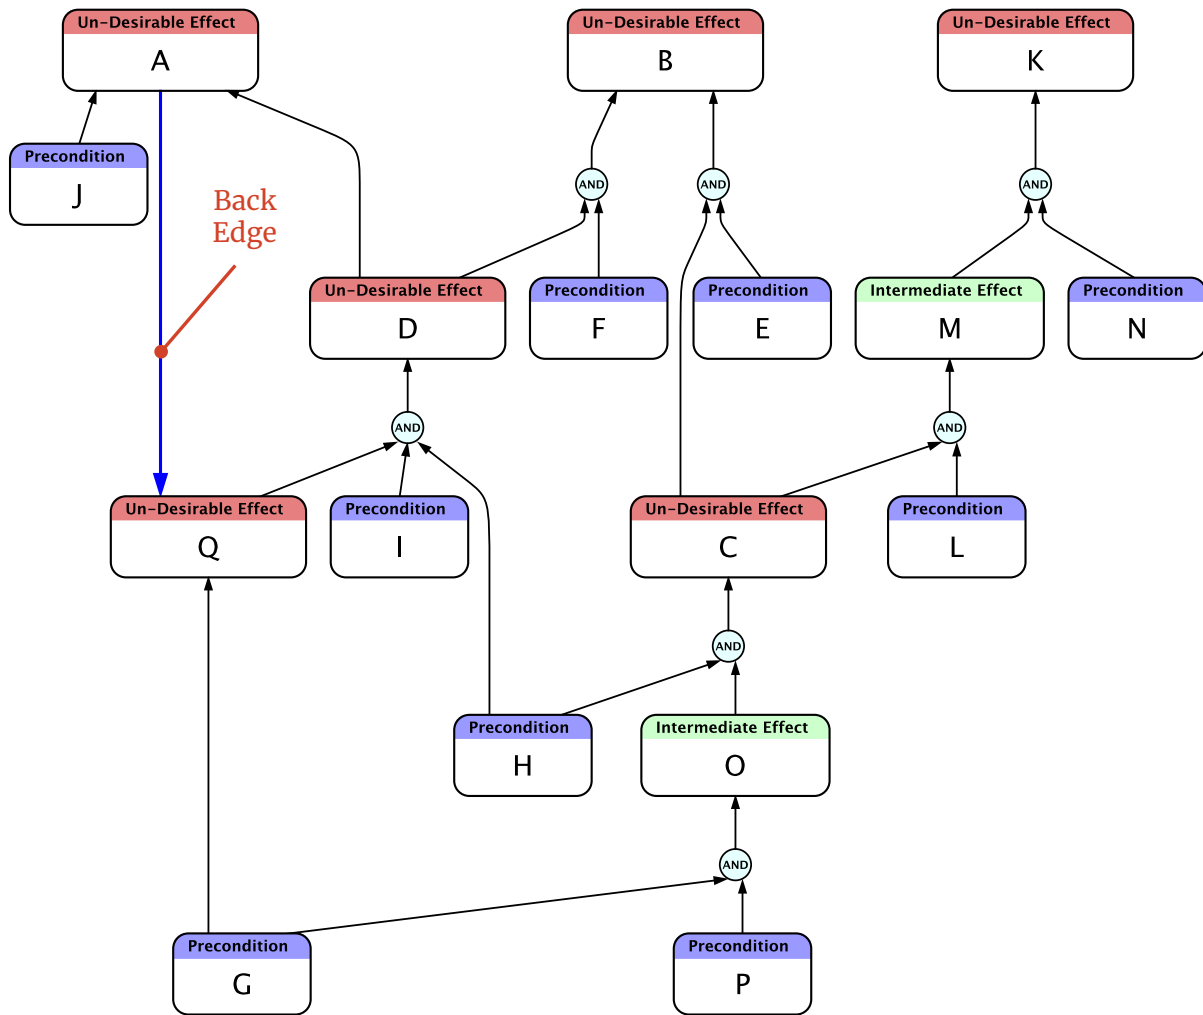 Un-Desirable Effect
A
Un-Desirable Effect
B
Un-Desirable Effect
K
Precondition
J
Back
Edge
AND
AND
AND
Un-Desirable Effect
D
Precondition
F
Precondition
E
Intermediate Effect
M
Precondition
N
AND
AND
Un-Desirable Effect
Q
Precondition
I
Un-Desirable Effect
C
Precondition
L
AND
Precondition
H
Intermediate Effect
O
AND
Precondition
G
Precondition
P